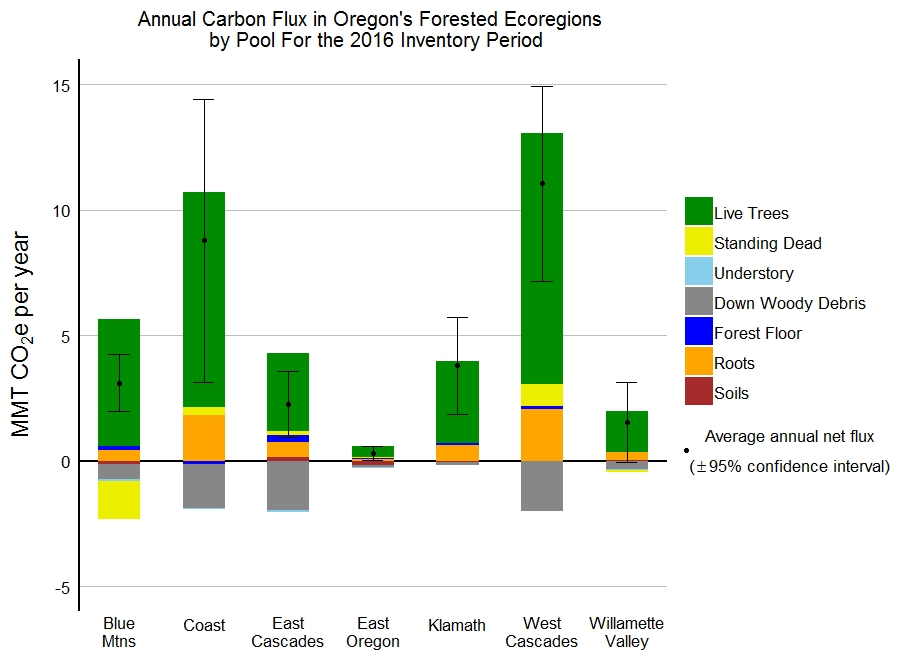 Annual Carbon Flux in Oregon's Forested Ecoregions
by Pool For the 2016 Inventory Period
MMT CO₂e per year
15
10
5
0
-5
Blue
Mtns
Coast
East
Cascades
East
Oregon
Klamath
West
Cascades
Willamette
Valley
Live Trees
Standing Dead
Understory
Down Woody Debris
Forest Floor
Roots
Soils
Average annual net flux
(±95% confidence interval)